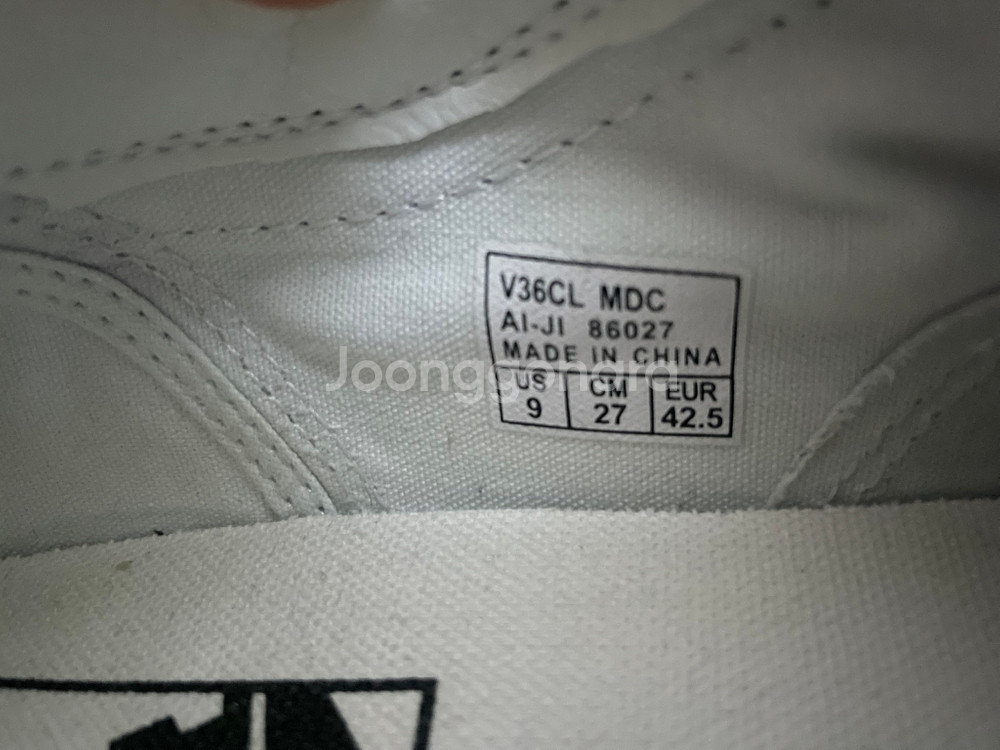 V36CL MDC
AI-JI 86027
MADE IN CHINA
Joonggonara
US CM EUR
9 27 42.5